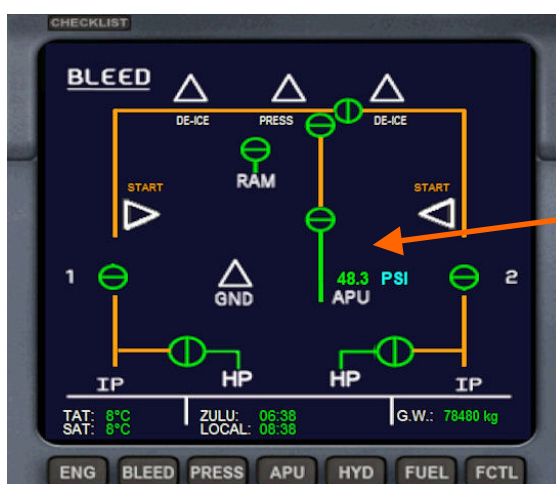 CHECKLIST
BLEED
DE-ICE PRESS DE-ICE
RAM
START START
1 48.3 PSI 2
GND APU
HP HP
IP IP
TAT: 8°C ZULU: 06:38 G.W.: 78480 kg
SAT: 8°C LOCAL: 08:38
ENG BLEED PRESS APU HYD FUEL FCTL